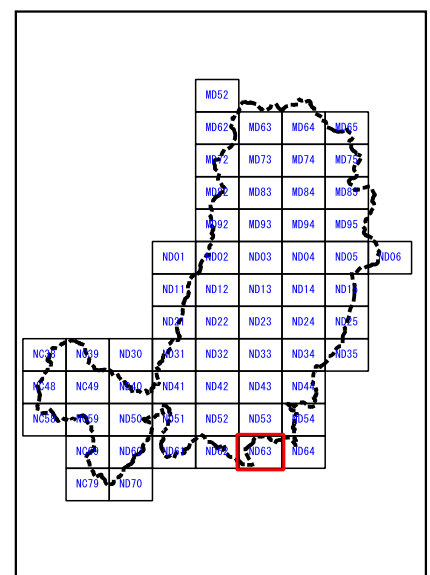 MD52
MD62 MD63 MD64 MD65
MD72 MD73 MD74 MD75
MD82 MD83 MD84 MD85
MD92 MD93 MD94 MD95
ND01 ND02 ND03 ND04 ND05 ND06
ND11 ND12 ND13 ND14 ND15
ND21 ND22 ND23 ND24 ND25
NC38 NC39 ND30 ND31 ND32 ND33 ND34 ND35
NC48 NC49 ND40 ND41 ND42 ND43 ND44
NC58 NC59 ND50 ND51 ND52 ND53 ND54
NC69 ND60 ND61 ND62 ND63 ND64
NC79 ND70